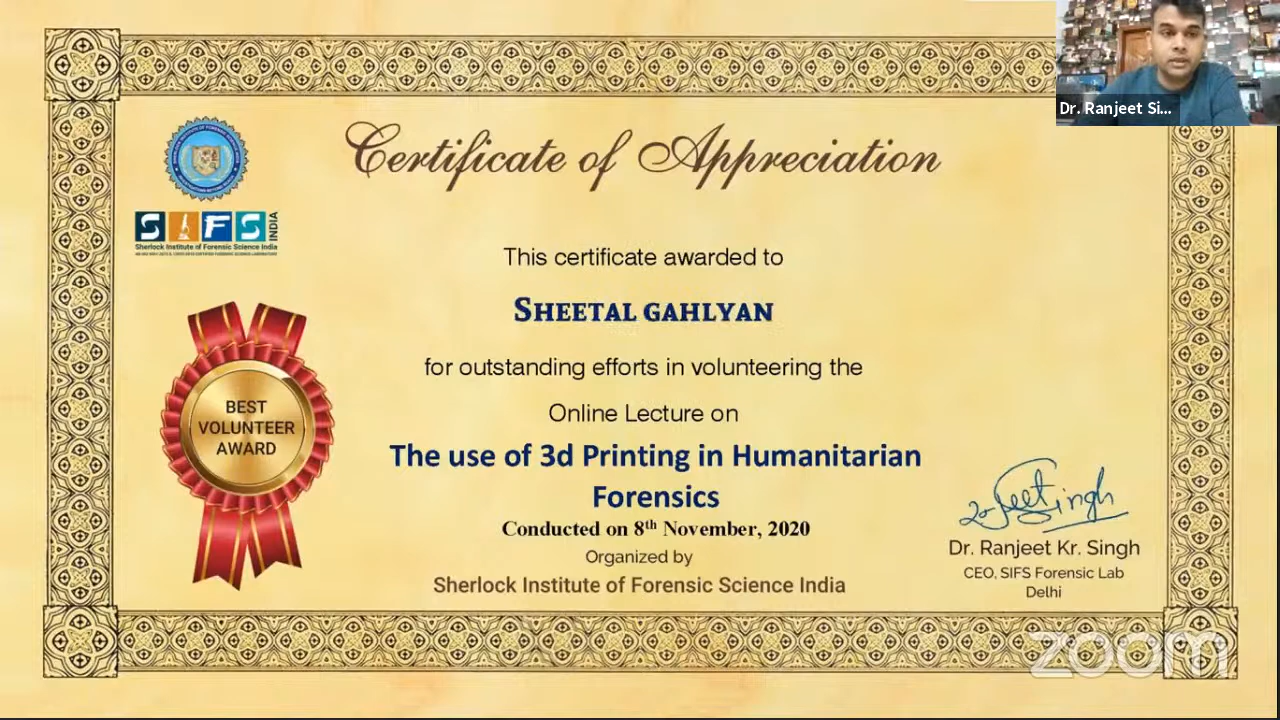 Dr. Ranjeet Si...
Certificate of Appreciation
SIFS
INDIA
Sherlock Institute of Forensic Science India
This certificate awarded to
SHEETAL GAHLYAN
for outstanding efforts in volunteering the
Online Lecture on
The use of 3d Printing in Humanitarian
Forensics
Conducted on 8th November, 2020
Organized by
Sherlock Institute of Forensic Science India
BEST
VOLUNTEER
AWARD
Dr. Ranjeet Kr. Singh
CEO, SIFS Forensic Lab
Delhi
zoom